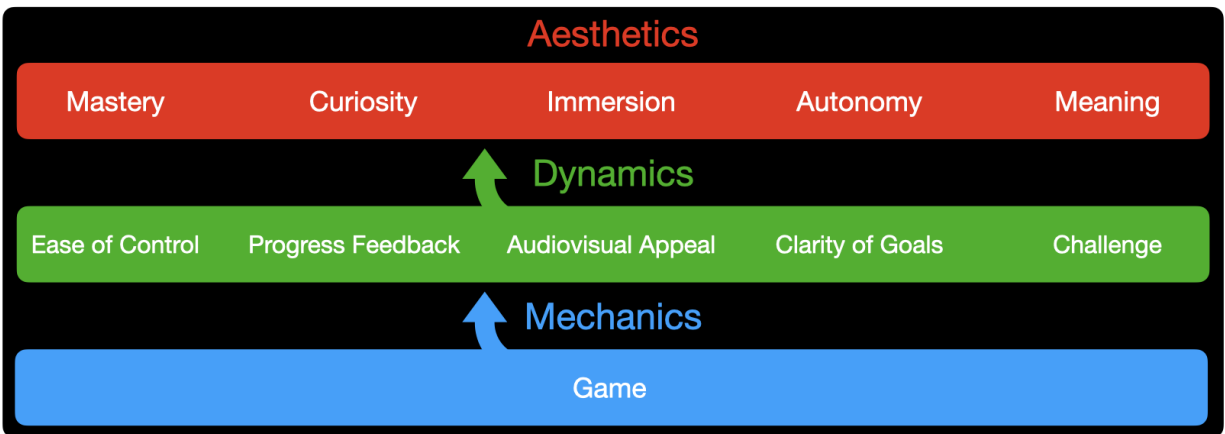 Aesthetics
Mastery Curiosity Immersion Autonomy Meaning
Dynamics
Ease of Control Progress Feedback Audiovisual Appeal Clarity of Goals Challenge
Mechanics
Game